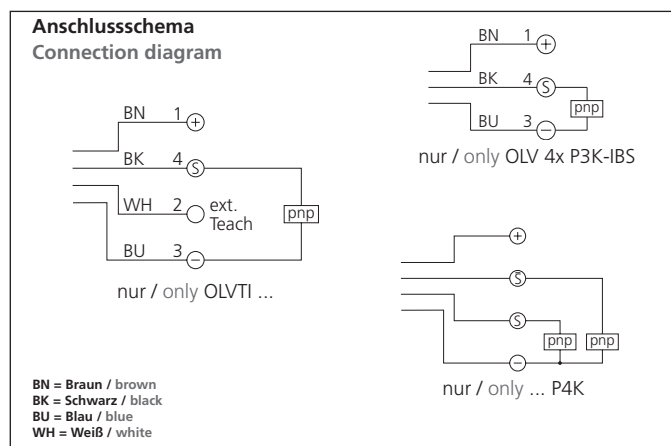 Anschlussschema
Connection diagram
BN 1 +
BK 4 S
WH 2 ext.
Teach
BU 3 −
pnp
nur / only OLVTI ...
BN 1 +
BK 4 S
BU 3 −
pnp
nur / only OLV 4x P3K-IBS
+
S̅
S
−
pnp pnp
nur / only ... P4K
BN = Braun / brown
BK = Schwarz / black
BU = Blau / blue
WH = Weiß / white